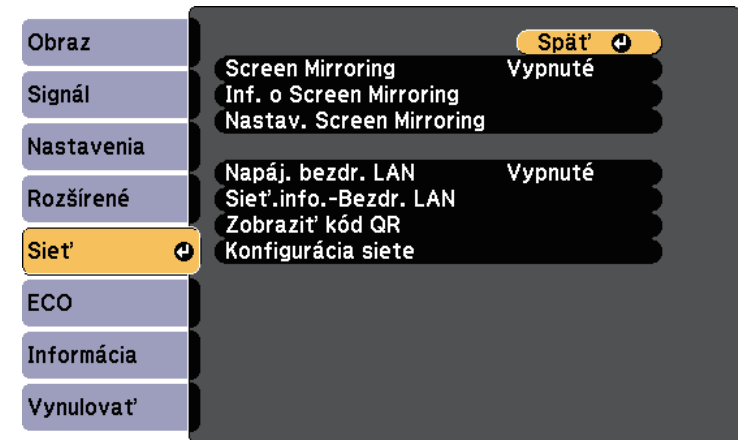 Obraz
Signál
Nastavenia
Rozšírené
Sieť
ECO
Informácia
Vynulovať
Späť
Screen Mirroring Vypnuté
Inf. o Screen Mirroring
Nastav. Screen Mirroring
Napáj. bezdr. LAN Vypnuté
Sieť.info.-Bezdr. LAN
Zobraziť kód QR
Konfigurácia siete